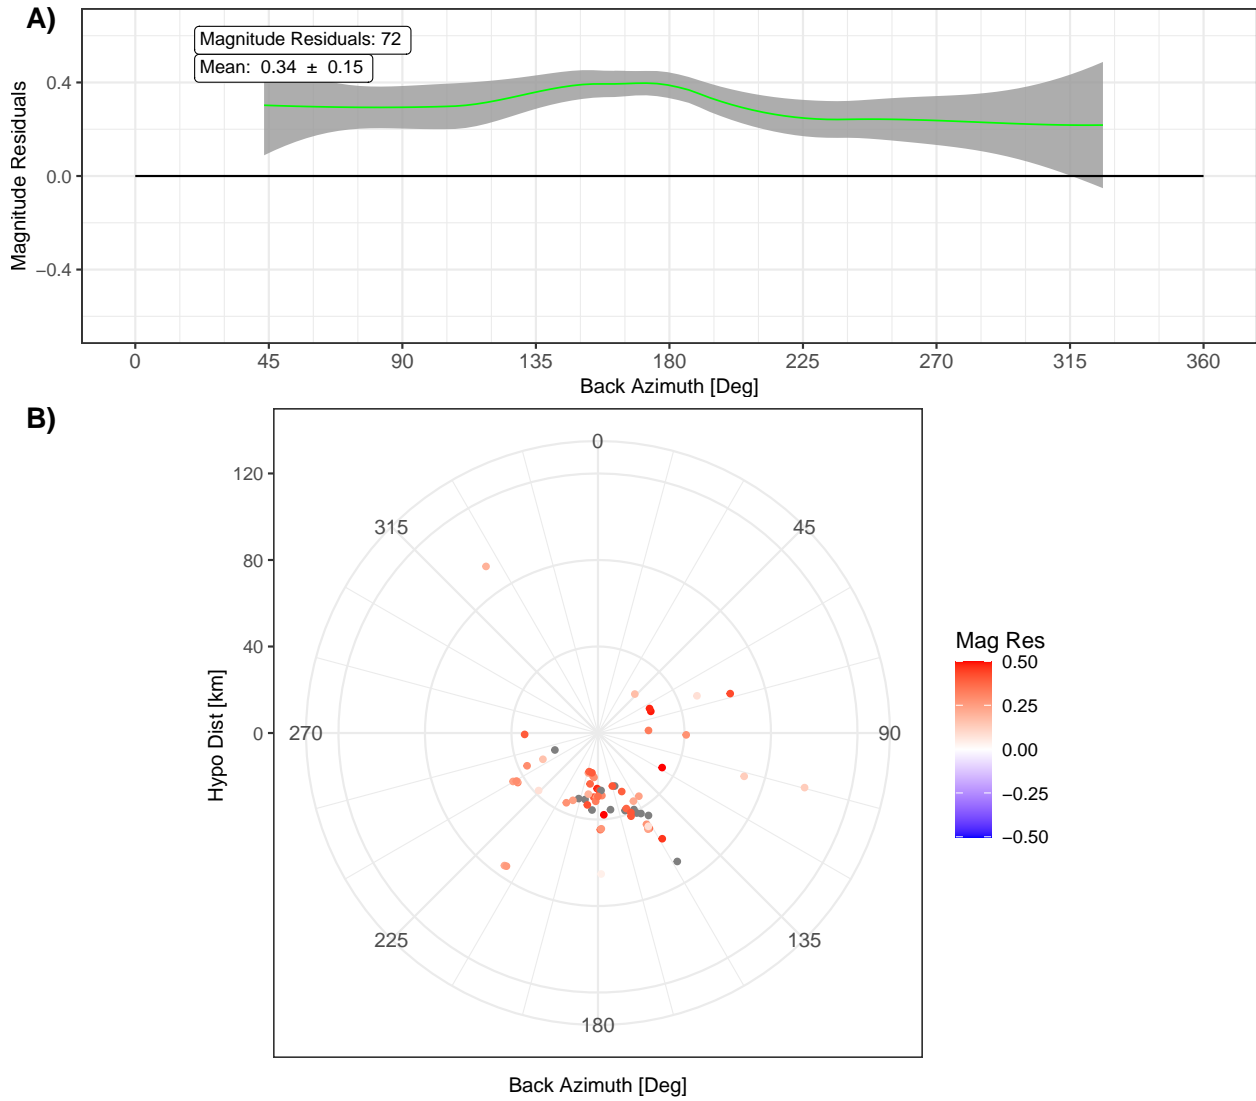 A)
Magnitude Residuals: 72
Mean:  0.34  ±  0.15
0.4
0.0
−0.4
Magnitude Residuals
0 45 90 135 180 225 270 315 360
Back Azimuth [Deg]
B)
120
80
40
0
Hypo Dist [km]
0
45
90
135
180
225
270
315
Back Azimuth [Deg]
Mag Res
0.50
0.25
0.00
−0.25
−0.50